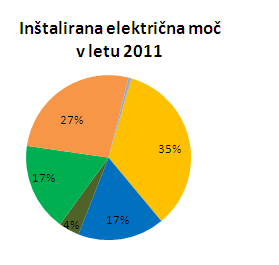 Inštalirana električna moč
v letu 2011
27%
35%
17%
4%
17%